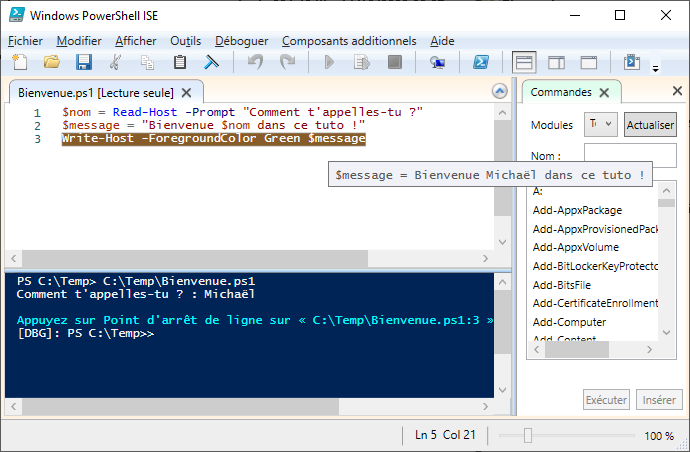 Windows PowerShell ISE
Fichier Modifier Afficher Outils Déboguer Composants additionnels Aide
Bienvenue.ps1 [Lecture seule]
1 $nom = Read-Host -Prompt "Comment t'appelles-tu ?"
2 $message = "Bienvenue $nom dans ce tuto !"
3 Write-Host -ForegroundColor Green $message
$message = Bienvenue Michaël dans ce tuto !
PS C:\Temp> C:\Temp\Bienvenue.ps1
Comment t'appelles-tu ? : Michaël
Appuyez sur Point d'arrêt de ligne sur « C:\Temp\Bienvenue.ps1:3 »
[DBG]: PS C:\Temp>>
Commandes
Modules
Actualiser
Nom :
A:
Add-AppxPackage
Add-AppxProvisionedPack
Add-AppxVolume
Add-BitLockerKeyProtecto
Add-BitsFile
Add-CertificateEnrollment
Add-Computer
Add-Content
Exécuter Insérer
Ln 5 Col 21 100 %